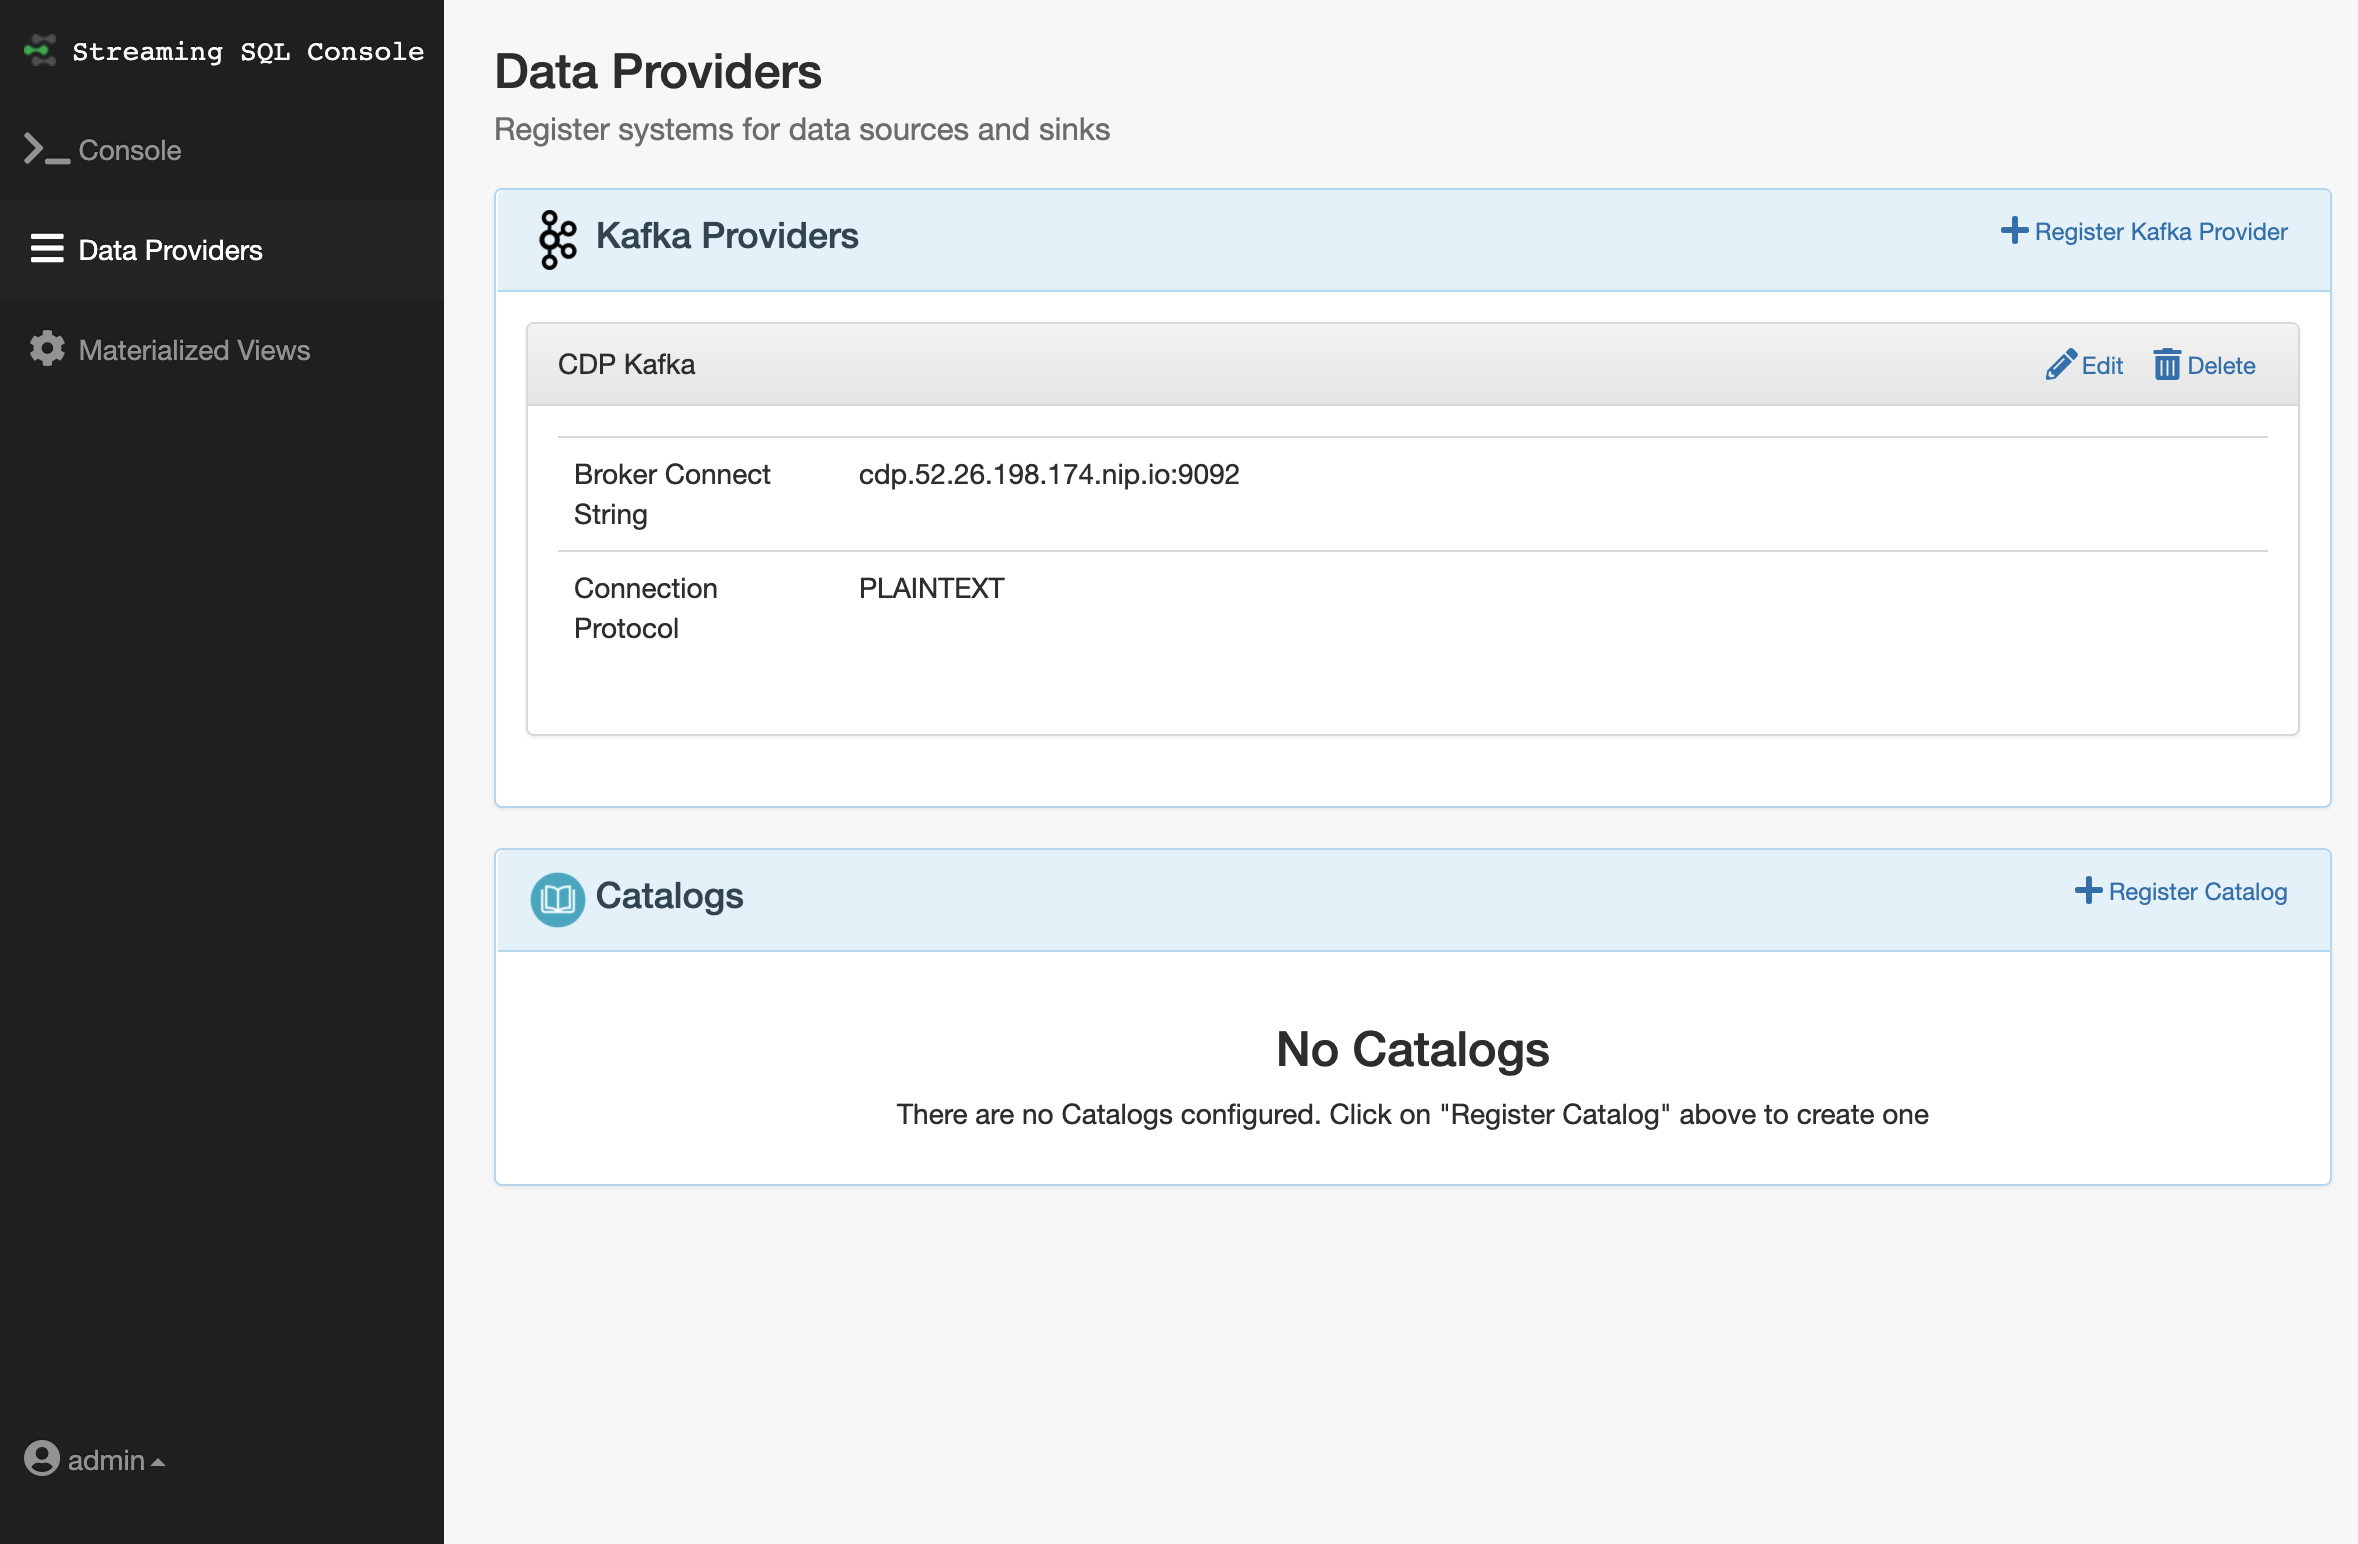 Streaming SQL Console
Console
Data Providers
Materialized Views
admin
Data Providers
Register systems for data sources and sinks
Kafka Providers
Register Kafka Provider
CDP Kafka
Edit
Delete
Broker Connect
String
cdp.52.26.198.174.nip.io:9092
Connection
Protocol
PLAINTEXT
Catalogs
Register Catalog
No Catalogs
There are no Catalogs configured. Click on "Register Catalog" above to create one